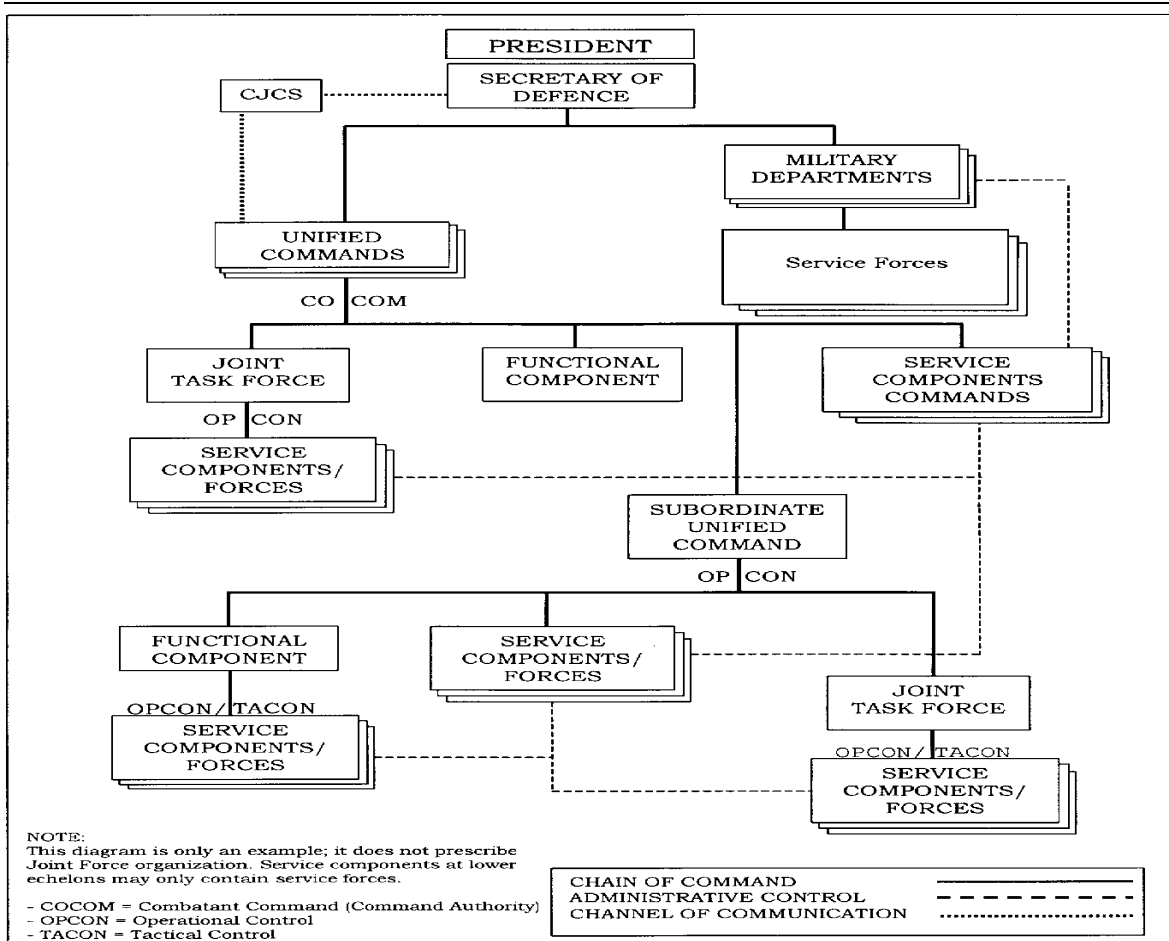 PRESIDENT
SECRETARY OF
DEFENCE
CJCS
MILITARY
DEPARTMENTS
UNIFIED
COMMANDS
Service Forces
CO COM
JOINT
TASK FORCE
FUNCTIONAL
COMPONENT
SERVICE
COMPONENTS
COMMANDS
OP CON
SERVICE
COMPONENTS/
FORCES
SUBORDINATE
UNIFIED
COMMAND
OP CON
FUNCTIONAL
COMPONENT
SERVICE
COMPONENTS/
FORCES
JOINT
TASK FORCE
OPCON/ TACON
SERVICE
COMPONENTS/
FORCES
OPCON/ TACON
SERVICE
COMPONENTS/
FORCES
NOTE:
This diagram is only an example; it does not prescribe
Joint Force organization. Service components at lower
echelons may only contain service forces.
- COCOM = Combatant Command (Command Authority)
- OPCON = Operational Control
- TACON = Tactical Control
CHAIN OF COMMAND
ADMINISTRATIVE CONTROL
CHANNEL OF COMMUNICATION